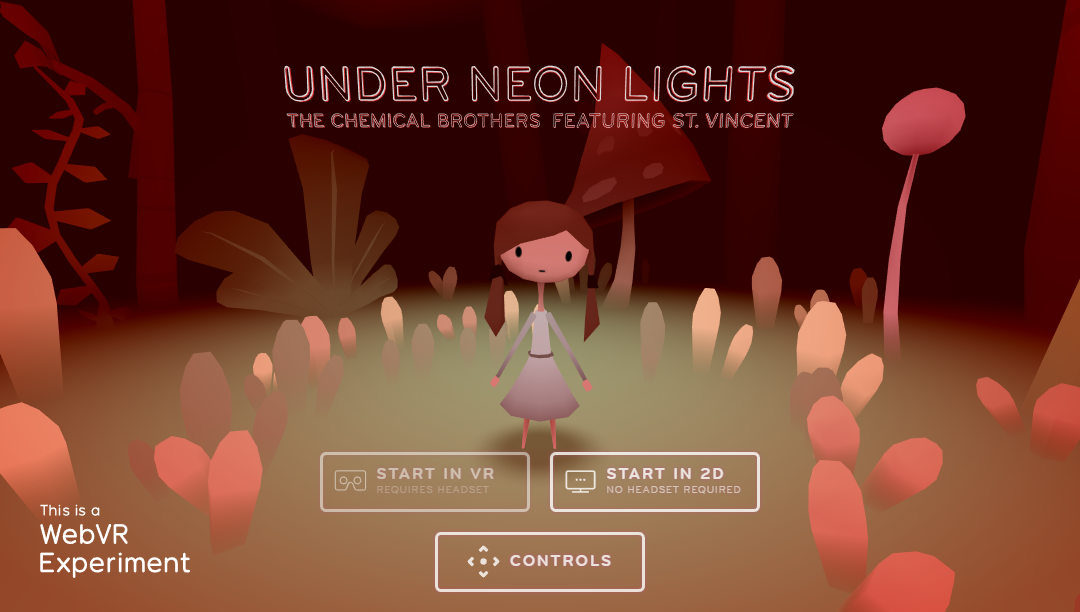 UNDER NEON LIGHTS
THE CHEMICAL BROTHERS FEATURING ST. VINCENT
START IN VR
REQUIRES HEADSET
START IN 2D
NO HEADSET REQUIRED
This is a
WebVR
Experiment
CONTROLS